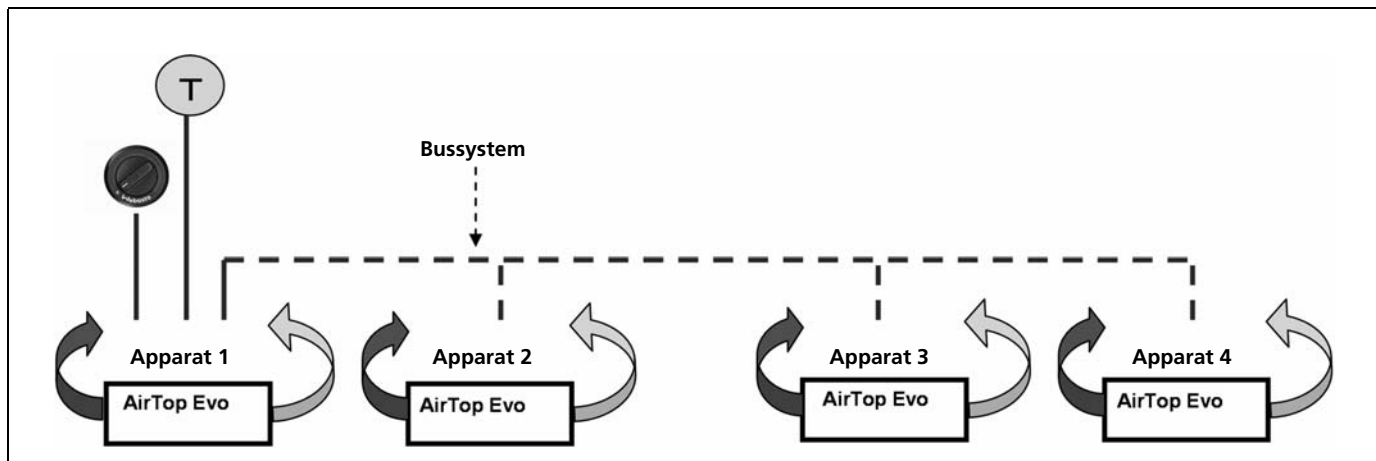 T
Bussystem
Apparat 1
Apparat 2
Apparat 3
Apparat 4
AirTop Evo
AirTop Evo
AirTop Evo
AirTop Evo